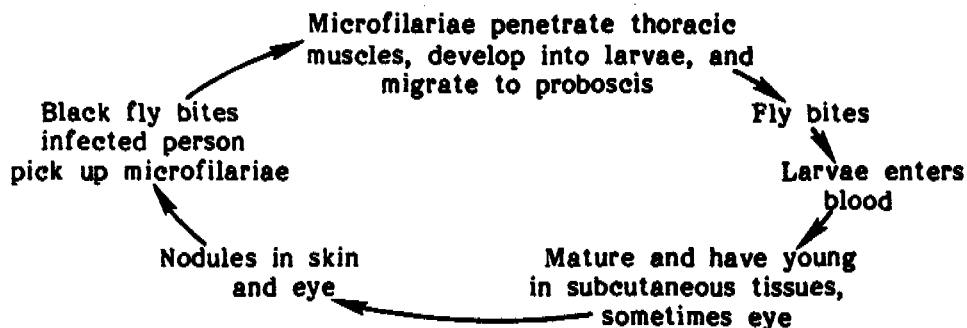 Microfilariae penetrate thoracic
muscles, develop into larvae, and
migrate to proboscis
Fly bites
Larvae enters
blood
Mature and have young
in subcutaneous tissues,
sometimes eye
Nodules in skin
and eye
Black fly bites
infected person
pick up microfilariae